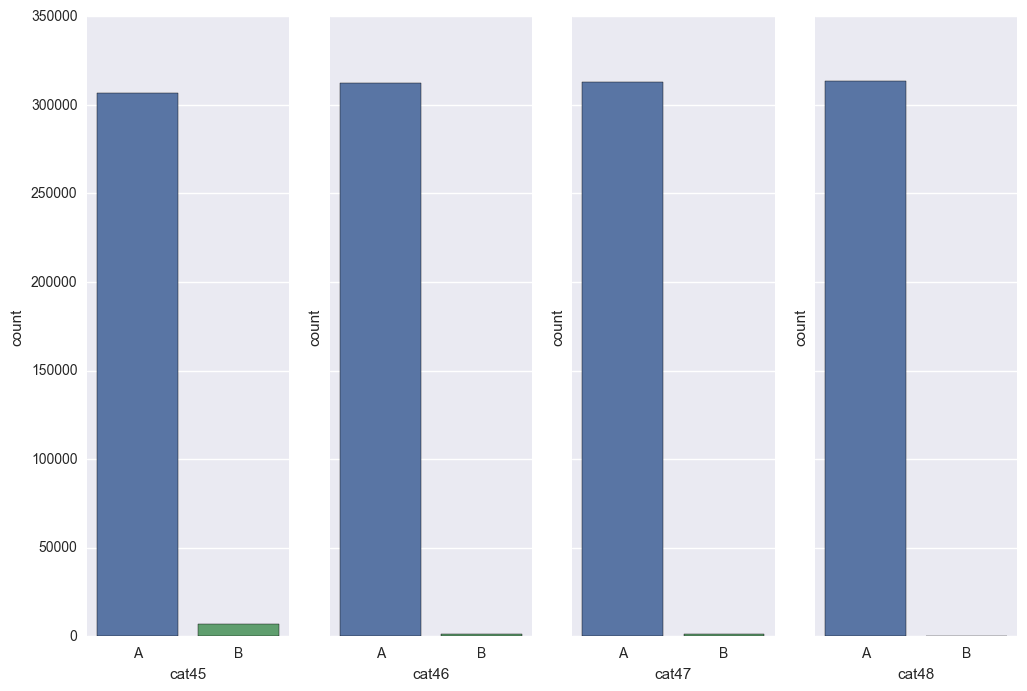 350000
300000
250000
200000
150000
100000
50000
0
count
count
count
count
A B
A B
A B
A B
cat45
cat46
cat47
cat48